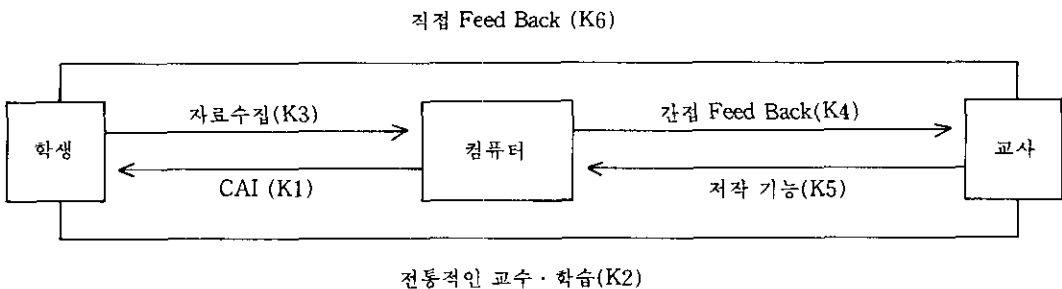 직접 Feed Back (K6)
자료수집(K3)
간접 Feed Back(K4)
학생
컴퓨터
교사
CAI (K1)
저작 기능(K5)
전통적인 교수·학습(K2)